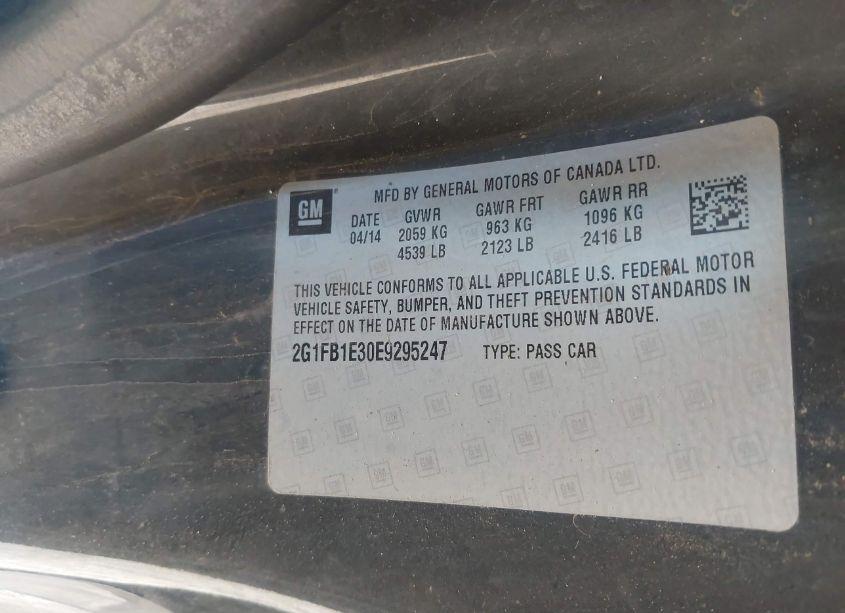 MFD BY GENERAL MOTORS OF CANADA LTD.
GM
DATE GVWR GAWR FRT GAWR RR
04/14 2059 KG 963 KG 1096 KG
4539 LB 2123 LB 2416 LB
THIS VEHICLE CONFORMS TO ALL APPLICABLE U.S. FEDERAL MOTOR
VEHICLE SAFETY, BUMPER, AND THEFT PREVENTION STANDARDS IN
EFFECT ON THE DATE OF MANUFACTURE SHOWN ABOVE.
2G1FB1E30E9295247 TYPE: PASS CAR